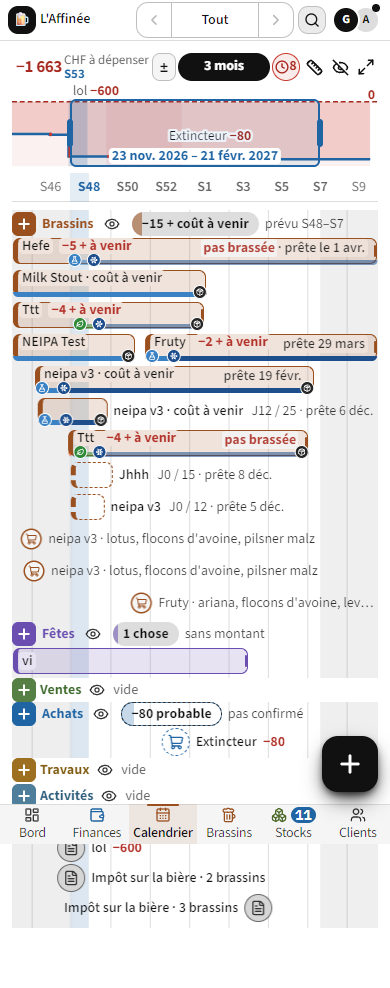 L'Affinée
Tout
G A
−1 663 CHF à dépenser
S53
± 3 mois 8
lol −600
0
Extincteur −80
23 nov. 2026 – 21 févr. 2027
S46 S48 S50 S52 S1 S3 S5 S7 S9
Brassins −15 + coût à venir prévu S48–S7
Hefe −5 + à venir pas brassée · prête le 1 avr.
Milk Stout · coût à venir
Ttt −4 + à venir
NEIPA Test Fruty −2 + à venir prête 29 mars
neipa v3 · coût à venir prête 19 févr.
neipa v3 · coût à venir J12 / 25 · prête 6 déc.
Ttt −4 + à venir pas brassée
Jhhh J0 / 15 · prête 8 déc.
neipa v3 J0 / 12 · prête 5 déc.
neipa v3 · lotus, flocons d'avoine, pilsner malz
neipa v3 · lotus, flocons d'avoine, pilsner malz
Fruty · ariana, flocons d'avoine, lev…
Fêtes 1 chose sans montant
vi
Ventes vide
Achats −80 probable pas confirmé
Extincteur −80
Travaux vide
Activités vide
Bord Finances Calendrier Brassins Stocks 11 Clients
lol −600
Impôt sur la bière · 2 brassins
Impôt sur la bière · 3 brassins